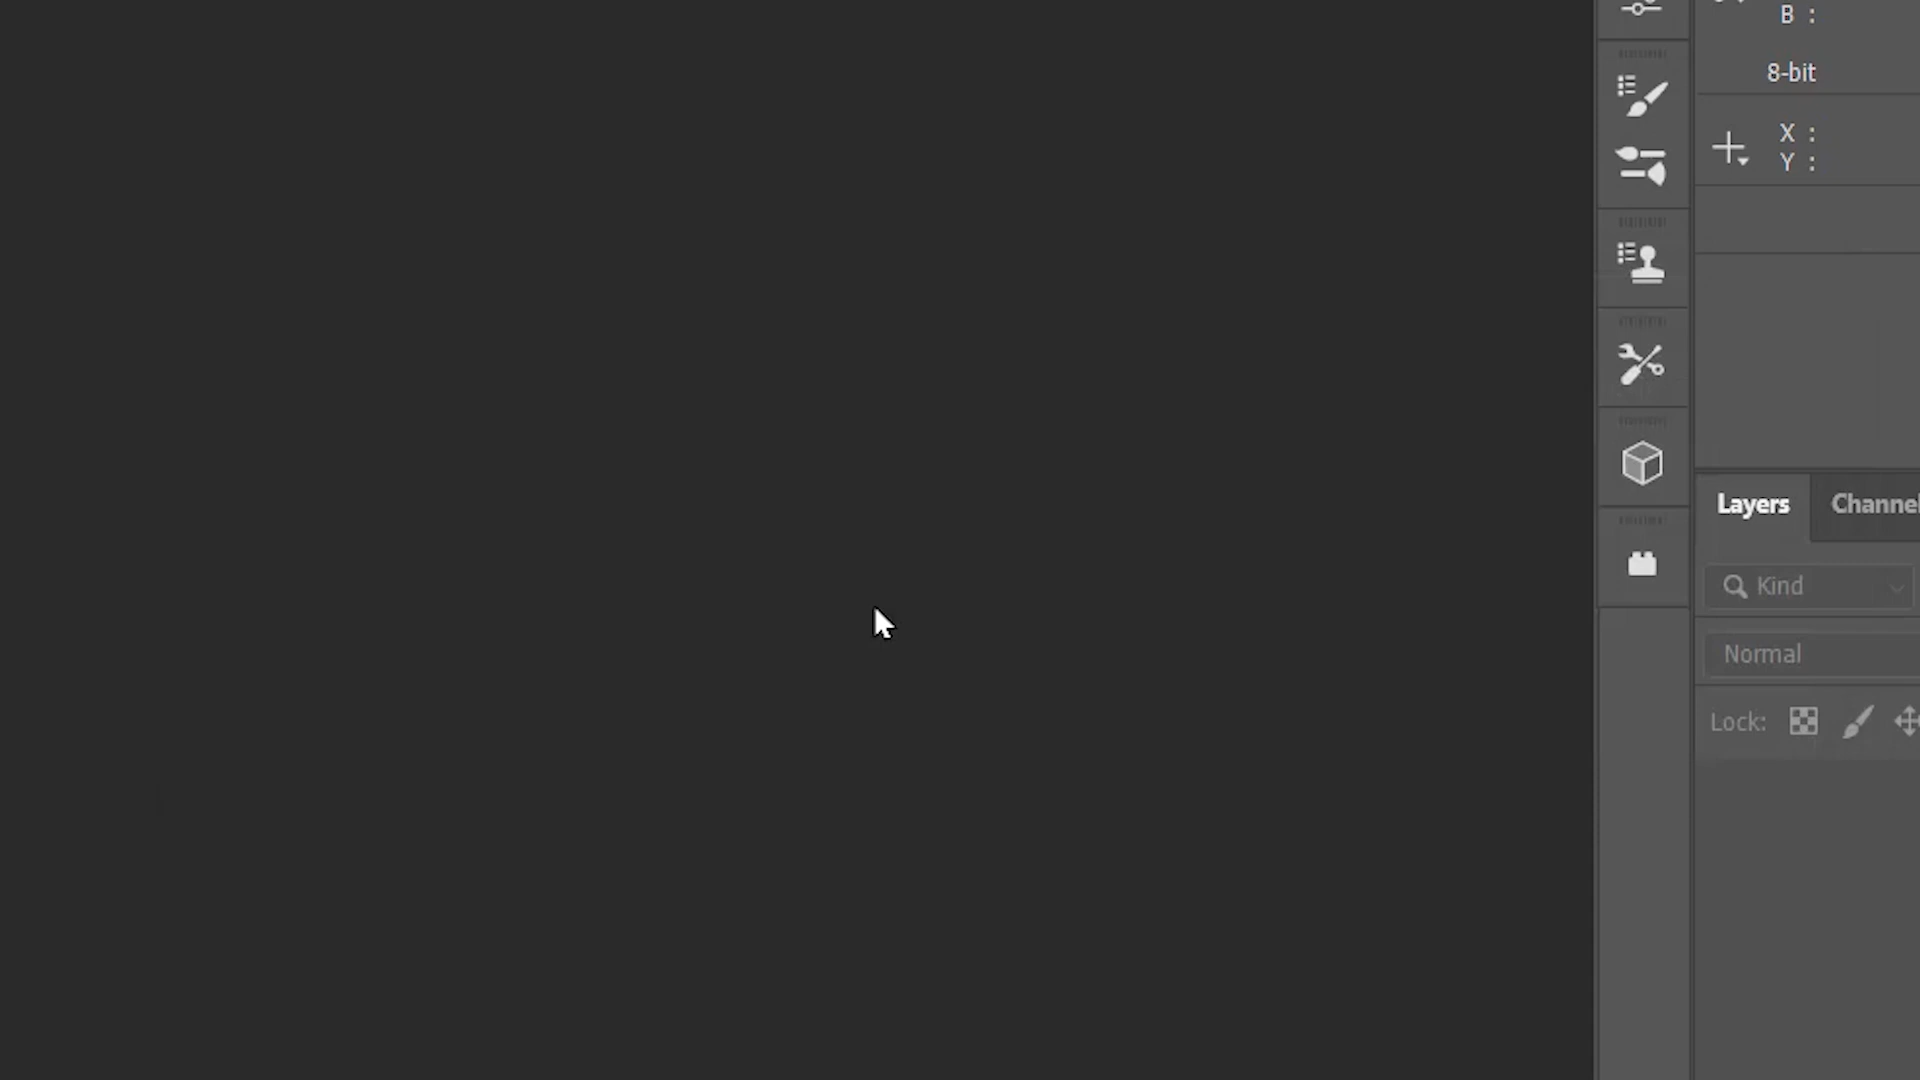 B :
8-bit
X :
Y :
Layers
Channel
Kind
Normal
Lock: